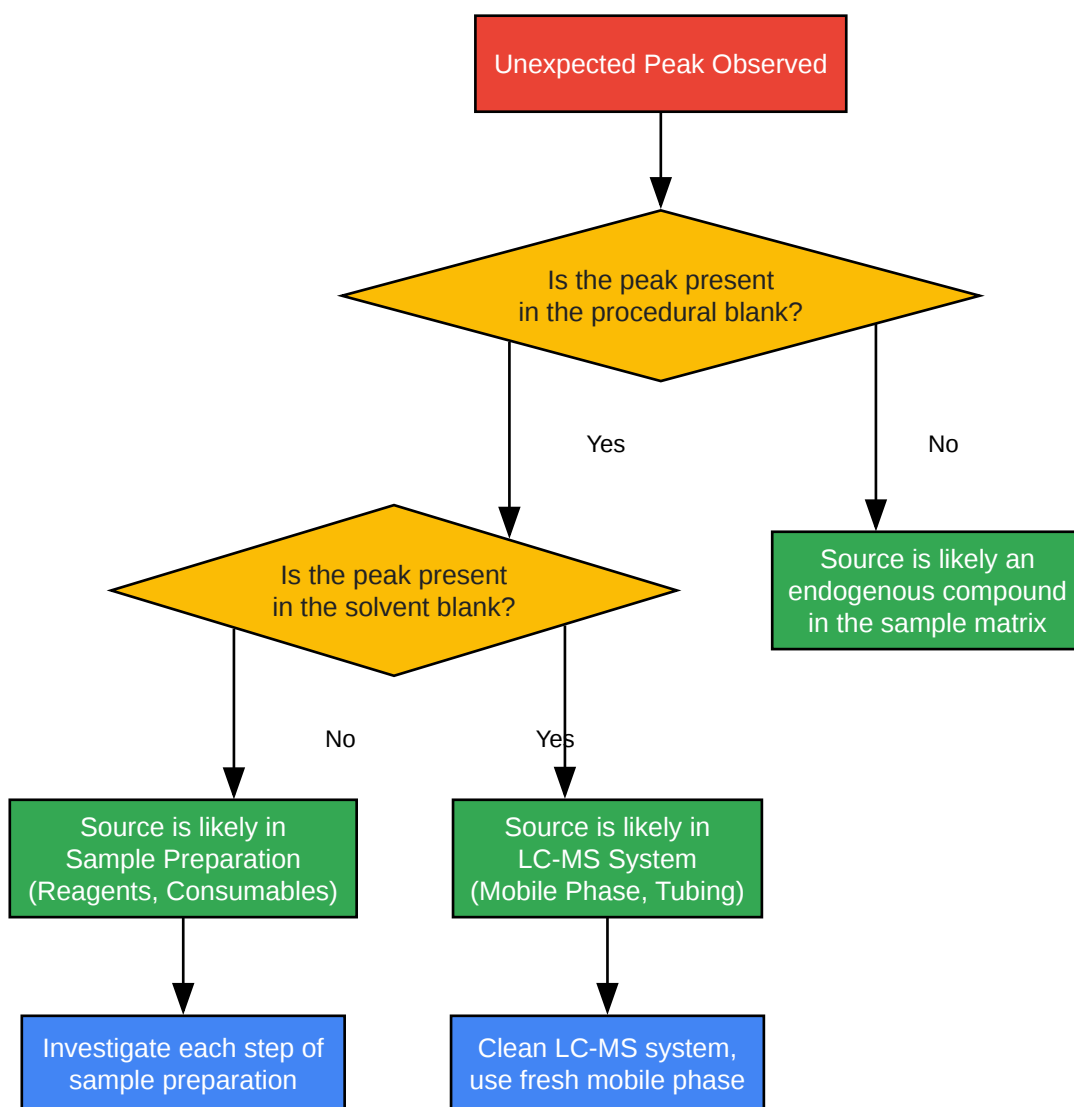 Unexpected Peak Observed
Is the peak present
in the procedural blank?
Yes
No
Is the peak present
in the solvent blank?
Source is likely an
endogenous compound
in the sample matrix
No
Yes
Source is likely in
Sample Preparation
(Reagents, Consumables)
Source is likely in
LC-MS System
(Mobile Phase, Tubing)
Investigate each step of
sample preparation
Clean LC-MS system,
use fresh mobile phase